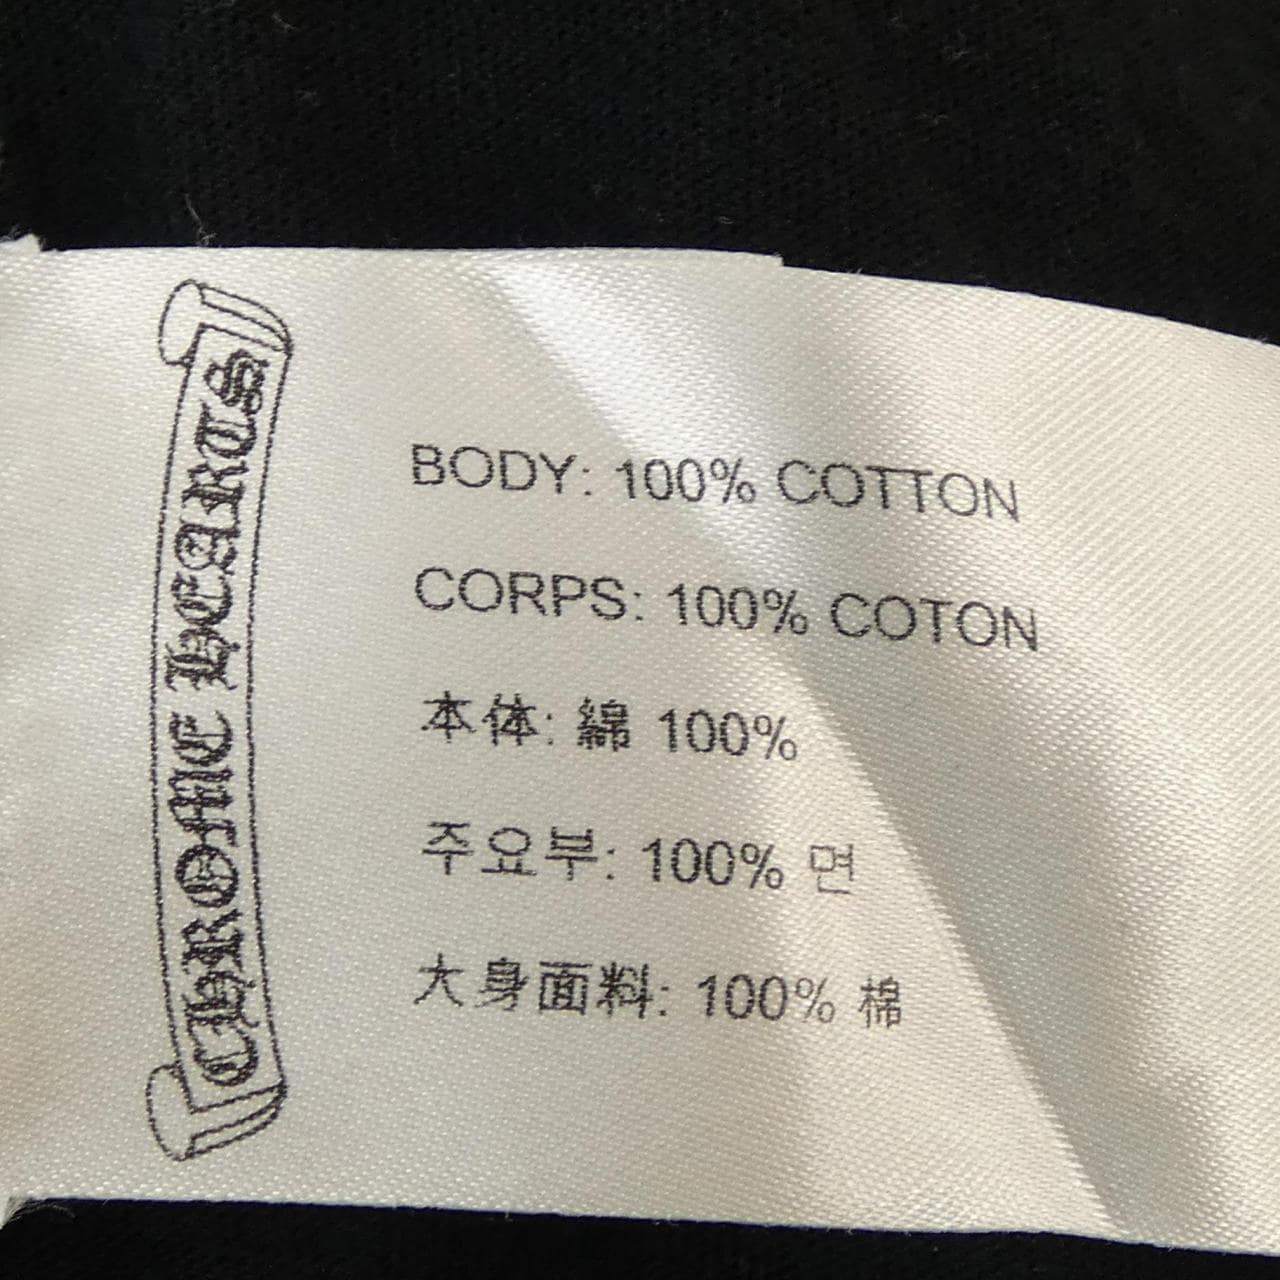 CHROME HEARTS
BODY: 100% COTTON
CORPS: 100% COTON
本体: 綿 100%
주요부: 100% 면
大身面料: 100% 棉